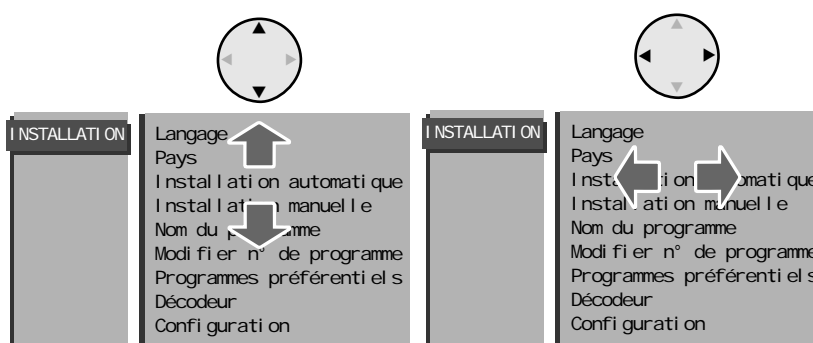 INSTALLATION
Langage
Pays
Installation automatique
Installation manuelle
Nom du programme
Modifier n° de programme
Programmes préférentiels
Décodeur
Configuration
INSTALLATION
Langage
Pays
Installation automatique
Installation manuelle
Nom du programme
Modifier n° de programme
Programmes préférentiels
Décodeur
Configuration